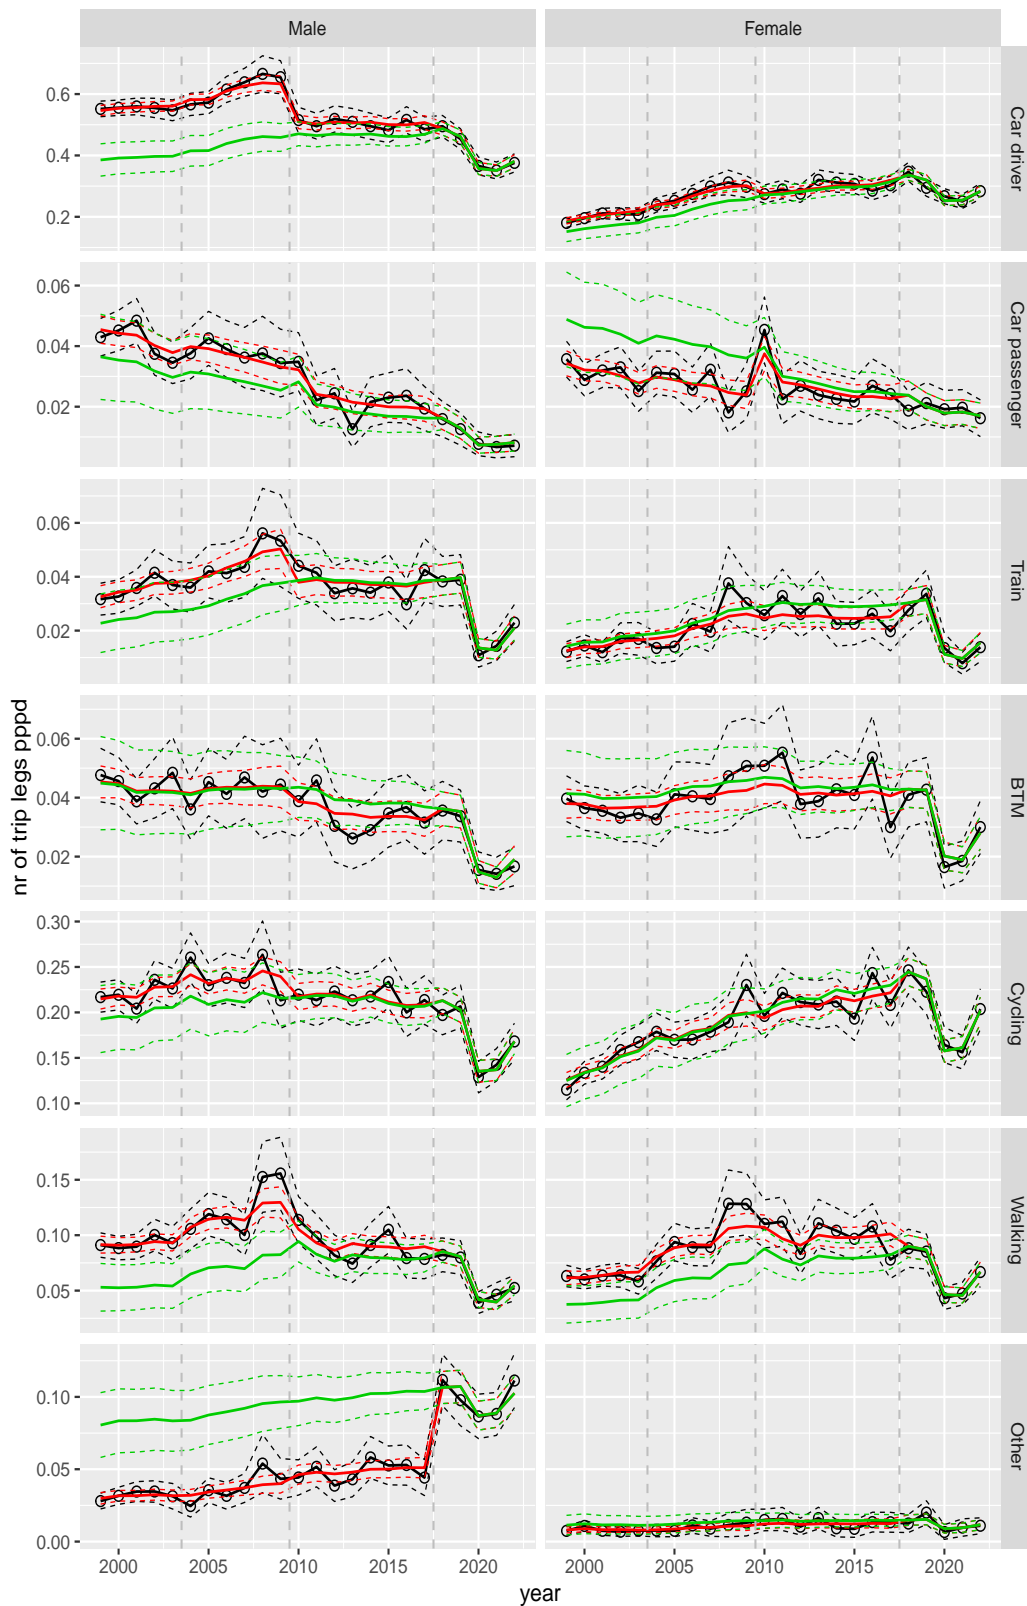 Male Female
0.6
0.4
0.2
Car driver
0.06
0.04
0.02
Car passenger
0.06
0.04
0.02
Train
0.06
0.04
0.02
BTM
0.30
0.25
0.20
0.15
0.10
Cycling
0.15
0.10
0.05
Walking
0.10
0.05
0.00
Other
nr of trip legs pppd
2000 2005 2010 2015 2020 2000 2005 2010 2015 2020
year